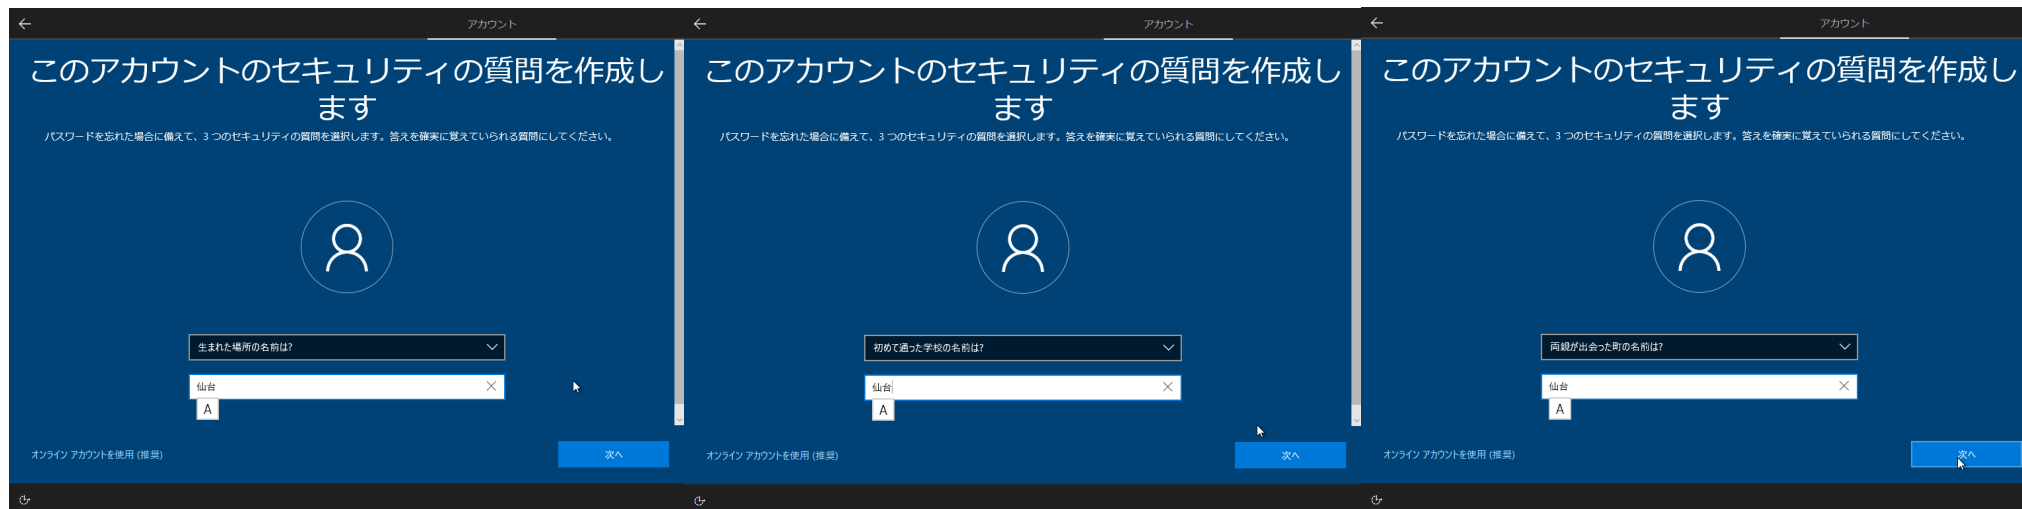 アカウント
このアカウントのセキュリティの質問を作成し
ます
パスワードを忘れた場合に備えて、3 つのセキュリティの質問を選択します。答えを確実に覚えていられる質問にしてください。
生まれた場所の名前は?
仙台
A
オンライン アカウントを使用 (推奨)
次へ
アカウント
このアカウントのセキュリティの質問を作成し
ます
パスワードを忘れた場合に備えて、3 つのセキュリティの質問を選択します。答えを確実に覚えていられる質問にしてください。
初めて通った学校の名前は?
仙台
A
オンライン アカウントを使用 (推奨)
次へ
アカウント
このアカウントのセキュリティの質問を作成し
ます
パスワードを忘れた場合に備えて、3 つのセキュリティの質問を選択します。答えを確実に覚えていられる質問にしてください。
両親が出会った町の名前は?
仙台
A
オンライン アカウントを使用 (推奨)
次へ